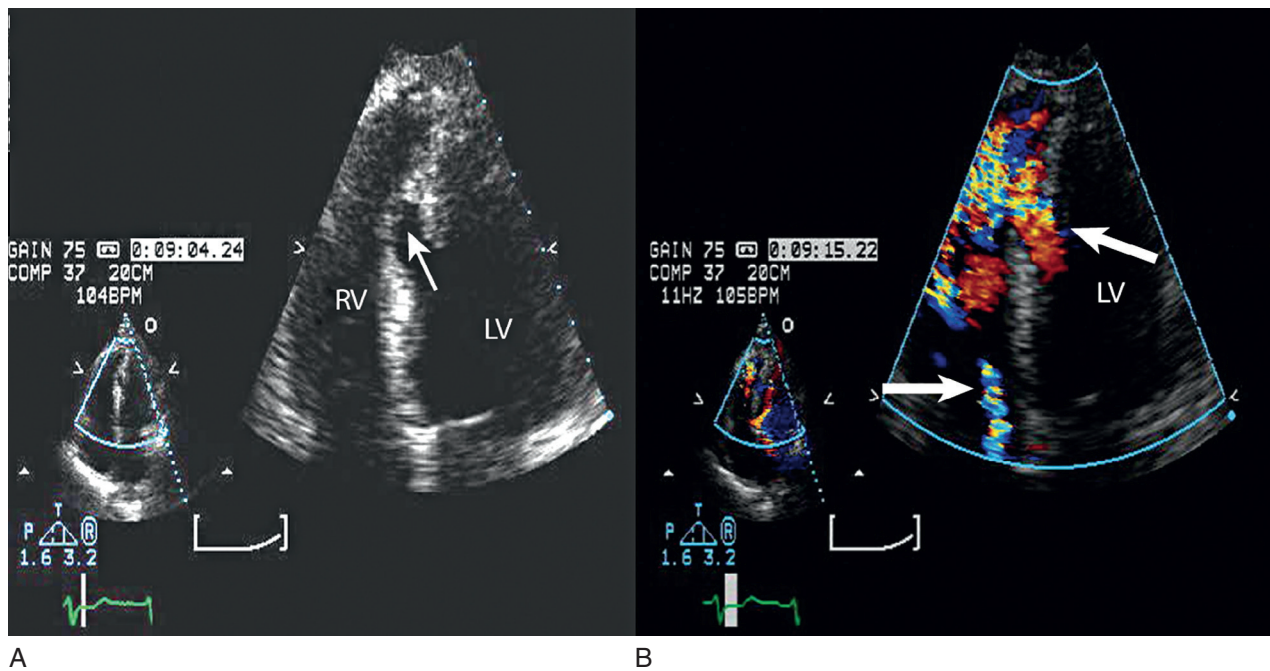 GAIN 75 0:09:04.24
COMP 37 20CM
104BPM
RV
LV
P T R
1.6 3.2
A
GAIN 75 0:09:15.22
COMP 37 20CM
11HZ 105BPM
LV
P T R
1.6 3.2
B